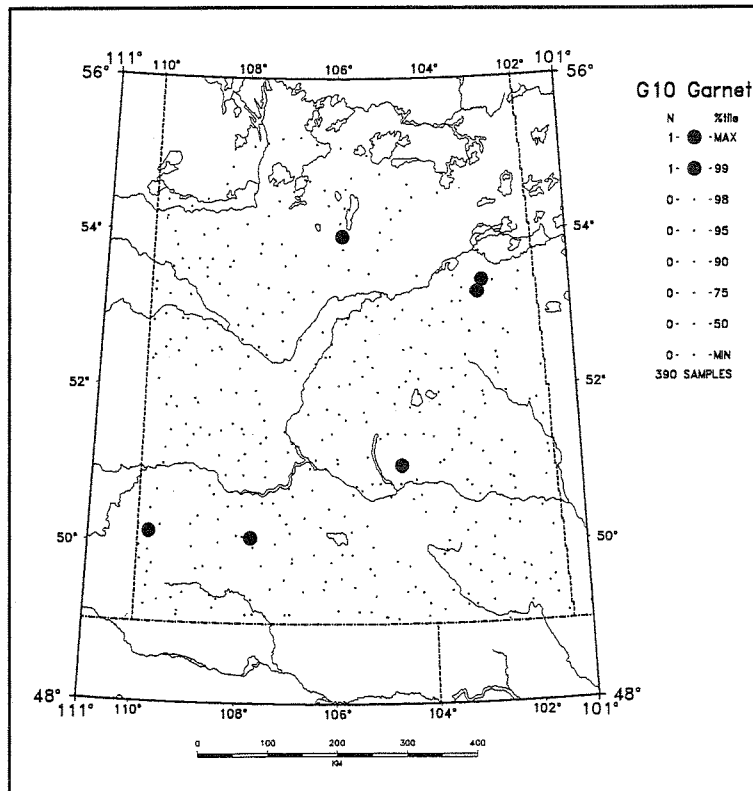 111° 110° 108° 106° 104° 102° 101°
56° 56°
G10 Garnet
N %tile
1- -MAX
1- -99
0- -98
0- -95
0- -90
0- -75
0- -50
0- -MIN
390 SAMPLES
54° 54°
52° 52°
50° 50°
48° 48°
111° 110° 108° 106° 104° 102° 101°
0 100 200 300 400
KM